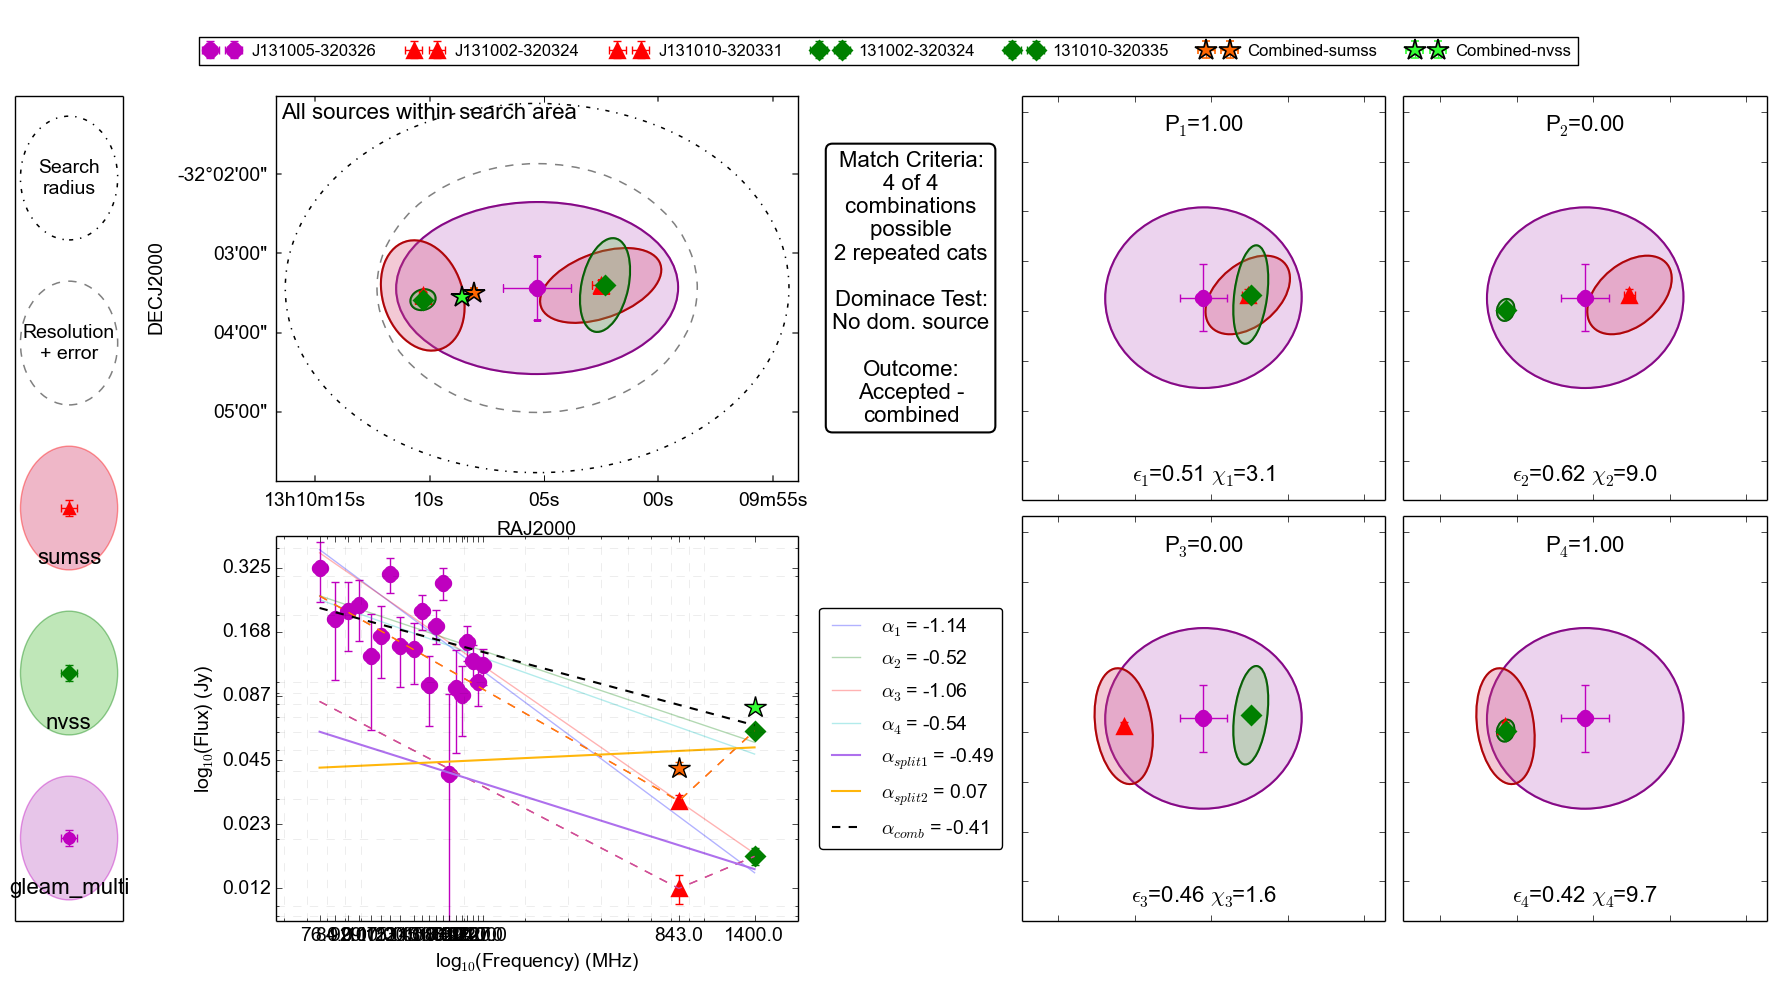 J131005-320326 J131002-320324 J131010-320331 131002-320324 131010-320335 Combined-sumss Combined-nvss
Search
radius
Resolution
+ error
sumss
nvss
gleam_multi
All sources within search area
DECJ2000
-32°02'00"
03'00"
04'00"
05'00"
13h10m15s 10s 05s 00s 09m55s
RAJ2000
Match Criteria:
4 of 4
combinations
possible
2 repeated cats
Dominace Test:
No dom. source
Outcome:
Accepted -
combined
P1=1.00
ϵ1=0.51 χ1=3.1
P2=0.00
ϵ2=0.62 χ2=9.0
P3=0.00
ϵ3=0.46 χ3=1.6
P4=1.00
ϵ4=0.42 χ4=9.7
log10(Flux) (Jy)
0.325
0.168
0.087
0.045
0.023
0.012
843.0 1400.0
log10(Frequency) (MHz)
α1 = -1.14
α2 = -0.52
α3 = -1.06
α4 = -0.54
αsplit1 = -0.49
αsplit2 = 0.07
αcomb = -0.41